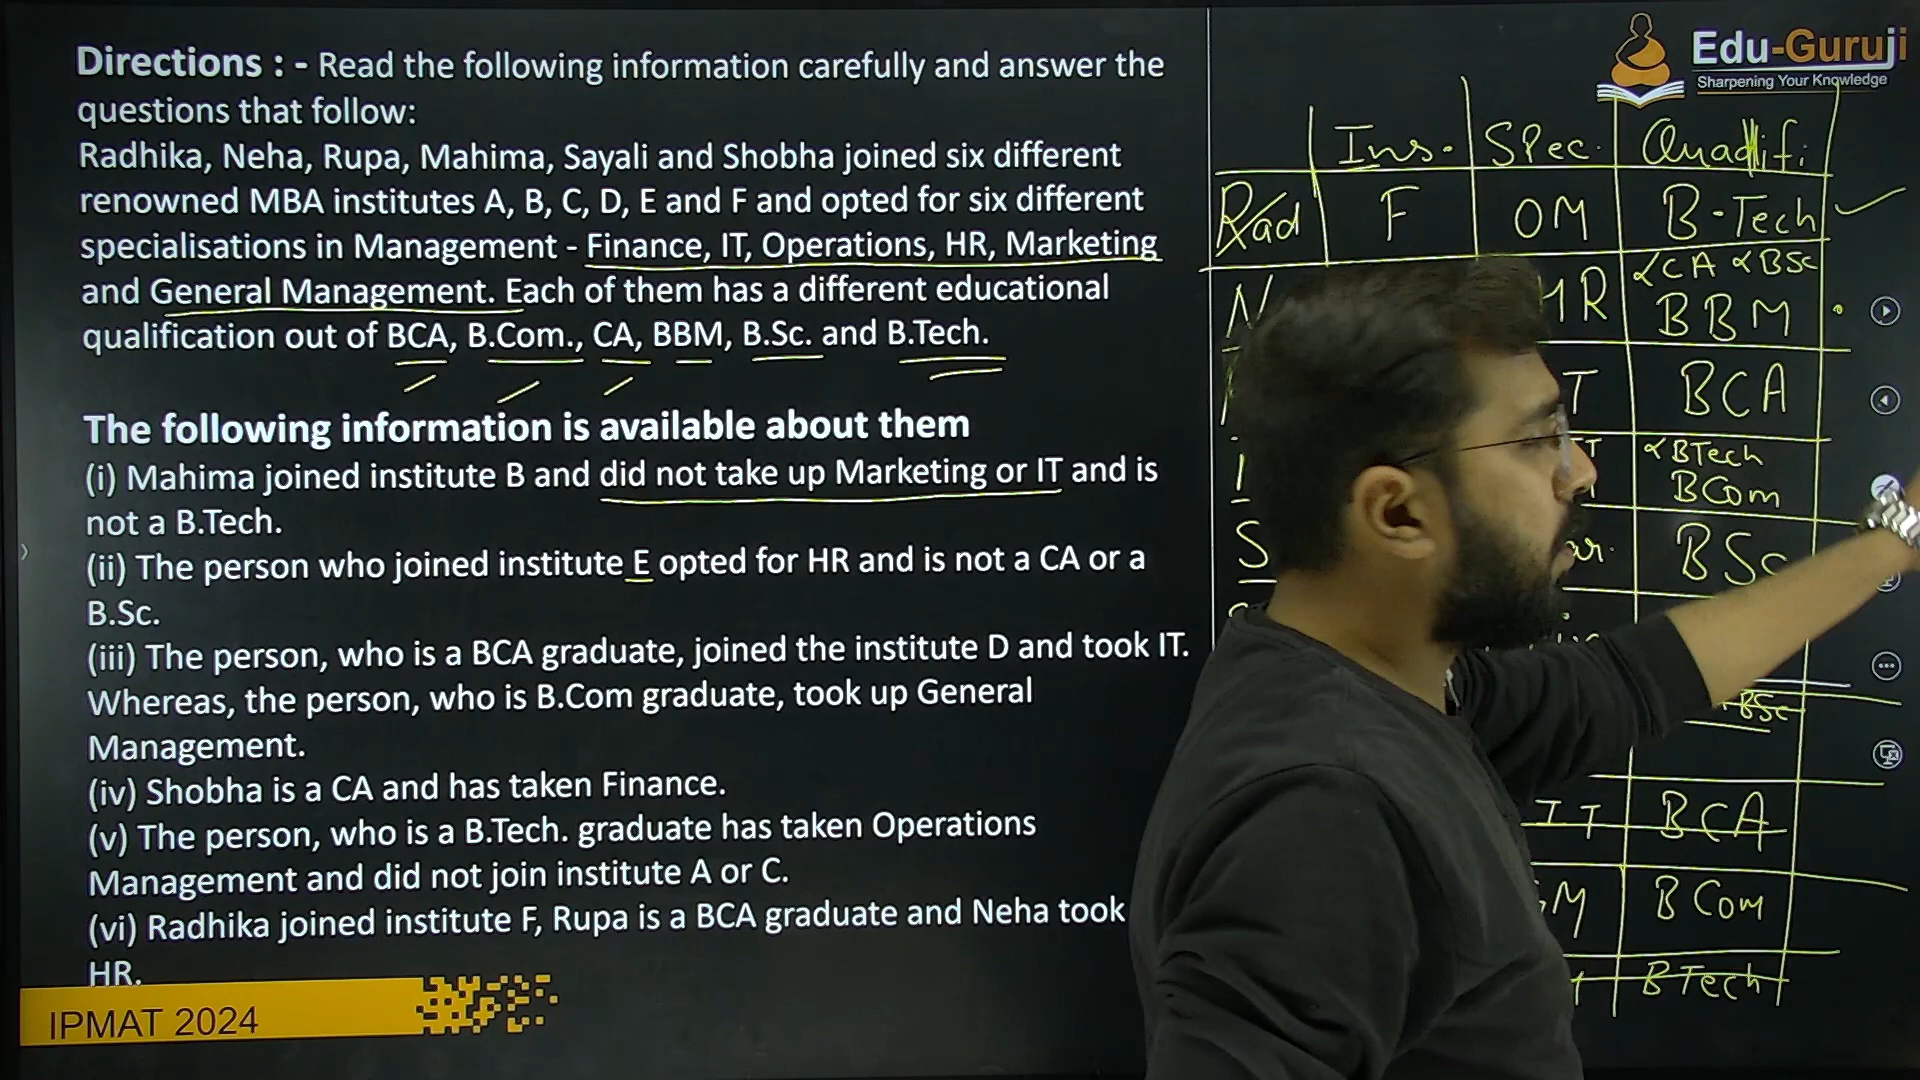 Directions : - Read the following information carefully and answer the
questions that follow:
Radhika, Neha, Rupa, Mahima, Sayali and Shobha joined six different
renowned MBA institutes A, B, C, D, E and F and opted for six different
specialisations in Management - Finance, IT, Operations, HR, Marketing
and General Management. Each of them has a different educational
qualification out of BCA, B.Com., CA, BBM, B.Sc. and B.Tech.
The following information is available about them
(i) Mahima joined institute B and did not take up Marketing or IT and is
not a B.Tech.
(ii) The person who joined institute E opted for HR and is not a CA or a
B.Sc.
(iii) The person, who is a BCA graduate, joined the institute D and took IT.
Whereas, the person, who is B.Com graduate, took up General
Management.
(iv) Shobha is a CA and has taken Finance.
(v) The person, who is a B.Tech. graduate has taken Operations
Management and did not join institute A or C.
(vi) Radhika joined institute F, Rupa is a BCA graduate and Neha took
HR.
IPMAT 2024
Edu-Guruji
Sharpening Your Knowledge
Ins. Spec. Qualifi.
Rad F OM B-Tech
CA BSc
N HR BBM
T BCA
BTech
BCom
S BSc
BSc
IT BCA
M BCom
BTech